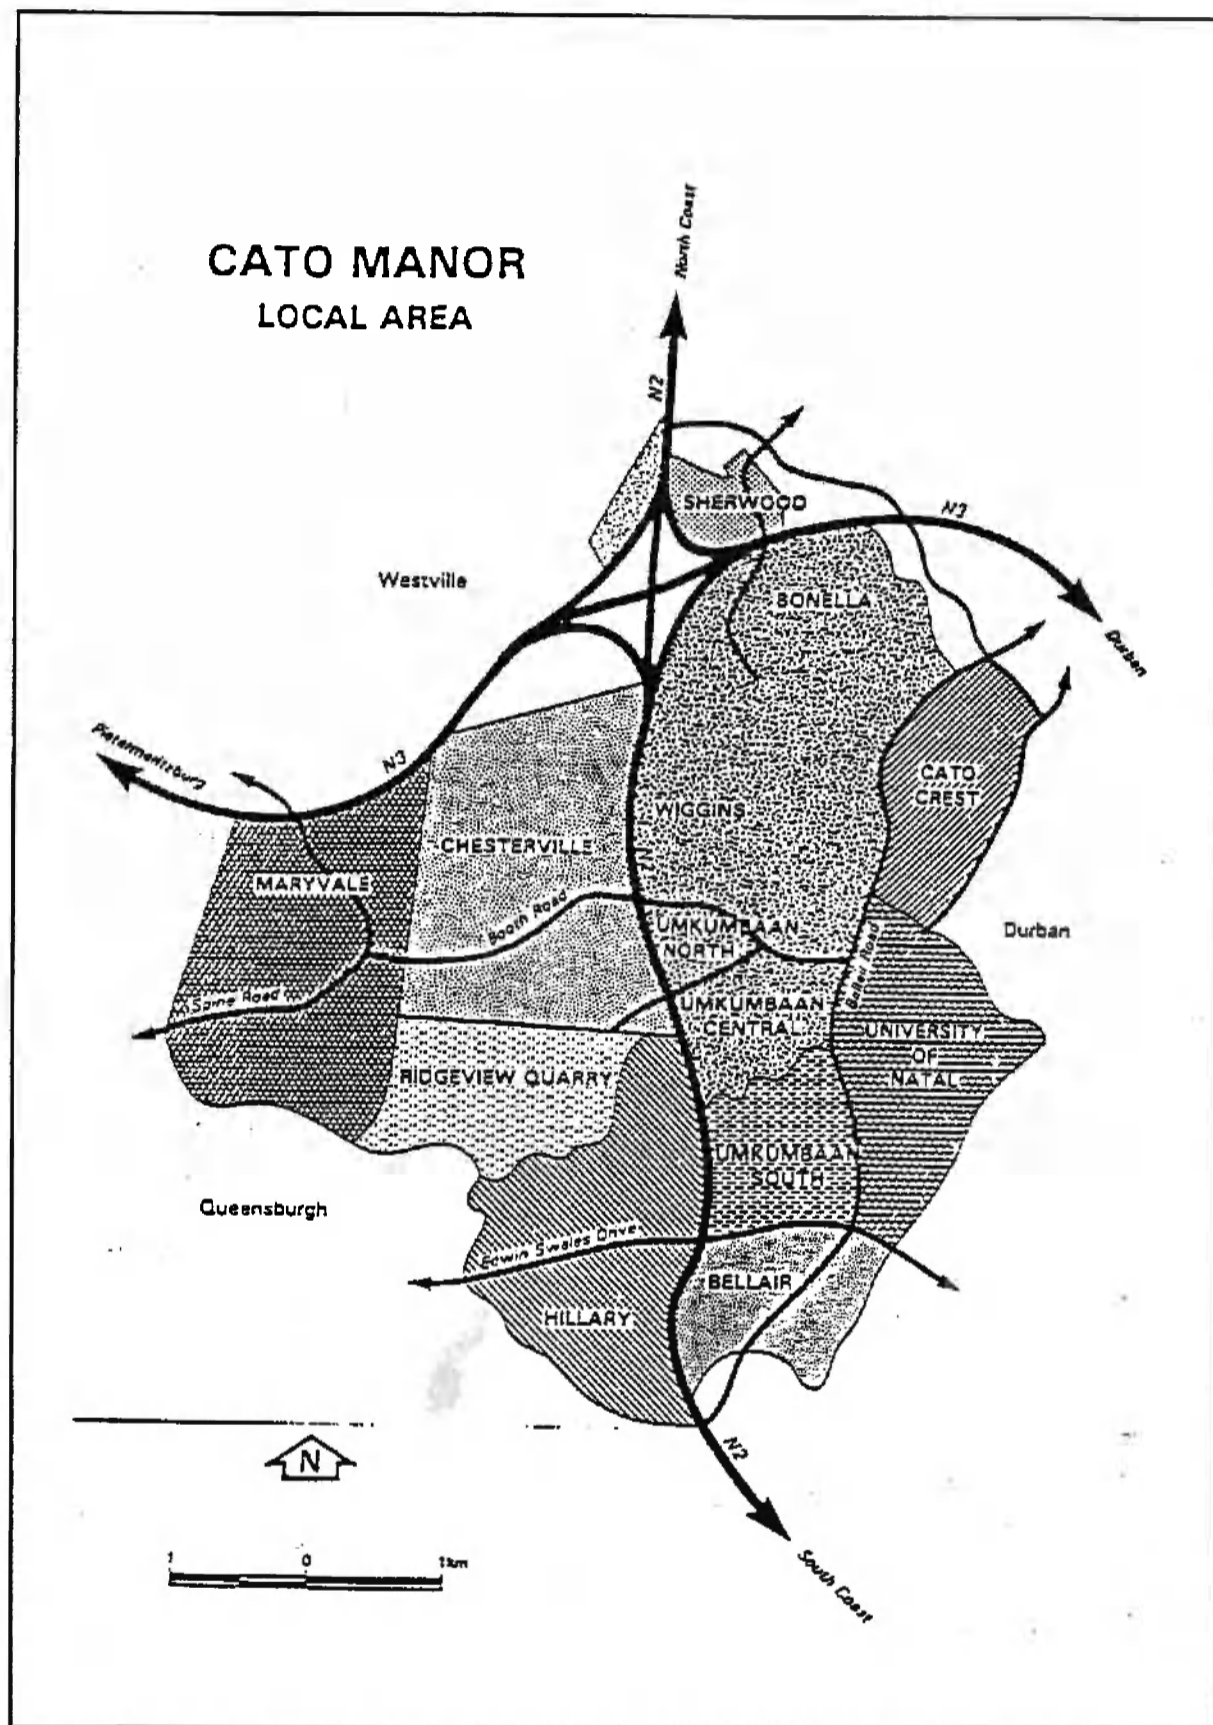 CATO MANOR
LOCAL AREA
North Coast
N2
SHERWOOD
N3
Westville
BONELLA
Durban
Pietermaritzburg
N3
WIGGINS
CATO
CREST
CHESTERVILLE
MARYVALE
N2
Booth Road
UMKUMBAAN
NORTH
Durban
Bellair Road
UMKUMBAAN
CENTRAL
UNIVERSITY
OF
NATAL
RIDGEVIEW QUARRY
UMKUMBAAN
SOUTH
Queensburgh
Edwin Swales Drive
BELLAIR
HILLARY
N2
N
1 0 1km
South Coast